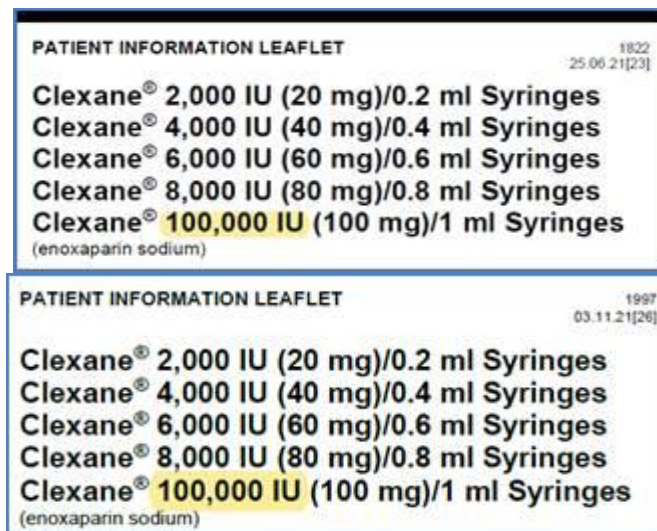 PATIENT INFORMATION LEAFLET 1822
25.06.21[23]
Clexane® 2,000 IU (20 mg)/0.2 ml Syringes
Clexane® 4,000 IU (40 mg)/0.4 ml Syringes
Clexane® 6,000 IU (60 mg)/0.6 ml Syringes
Clexane® 8,000 IU (80 mg)/0.8 ml Syringes
Clexane® 100,000 IU (100 mg)/1 ml Syringes
(enoxaparin sodium)
PATIENT INFORMATION LEAFLET 1997
03.11.21[26]
Clexane® 2,000 IU (20 mg)/0.2 ml Syringes
Clexane® 4,000 IU (40 mg)/0.4 ml Syringes
Clexane® 6,000 IU (60 mg)/0.6 ml Syringes
Clexane® 8,000 IU (80 mg)/0.8 ml Syringes
Clexane® 100,000 IU (100 mg)/1 ml Syringes
(enoxaparin sodium)